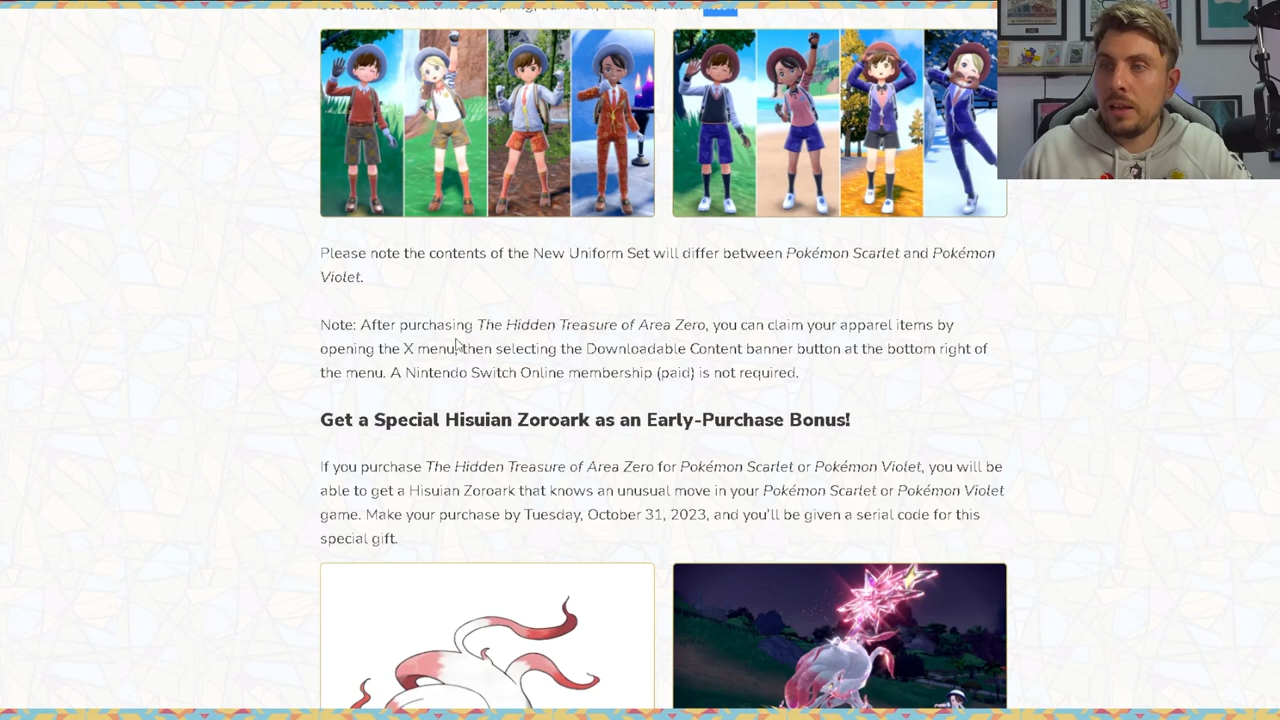 Please note the contents of the New Uniform Set will differ between Pokémon Scarlet and Pokémon
Violet.
Note: After purchasing The Hidden Treasure of Area Zero, you can claim your apparel items by
opening the X menu, then selecting the Downloadable Content banner button at the bottom right of
the menu. A Nintendo Switch Online membership (paid) is not required.
Get a Special Hisuian Zoroark as an Early-Purchase Bonus!
If you purchase The Hidden Treasure of Area Zero for Pokémon Scarlet or Pokémon Violet, you will be
able to get a Hisuian Zoroark that knows an unusual move in your Pokémon Scarlet or Pokémon Violet
game. Make your purchase by Tuesday, October 31, 2023, and you'll be given a serial code for this
special gift.